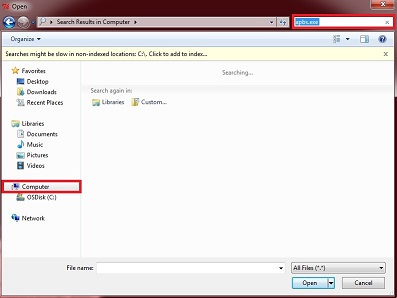 Open
Search Results in Computer
apbs.exe
Organize
Searches might be slow in non-indexed locations: C:\. Click to add to index...
Favorites
Desktop
Downloads
Recent Places
Libraries
Documents
Music
Pictures
Videos
Computer
OSDisk (C:)
Network
Searching...
Search again in:
Libraries Custom...
File name:
All Files (*.*)
Open Cancel